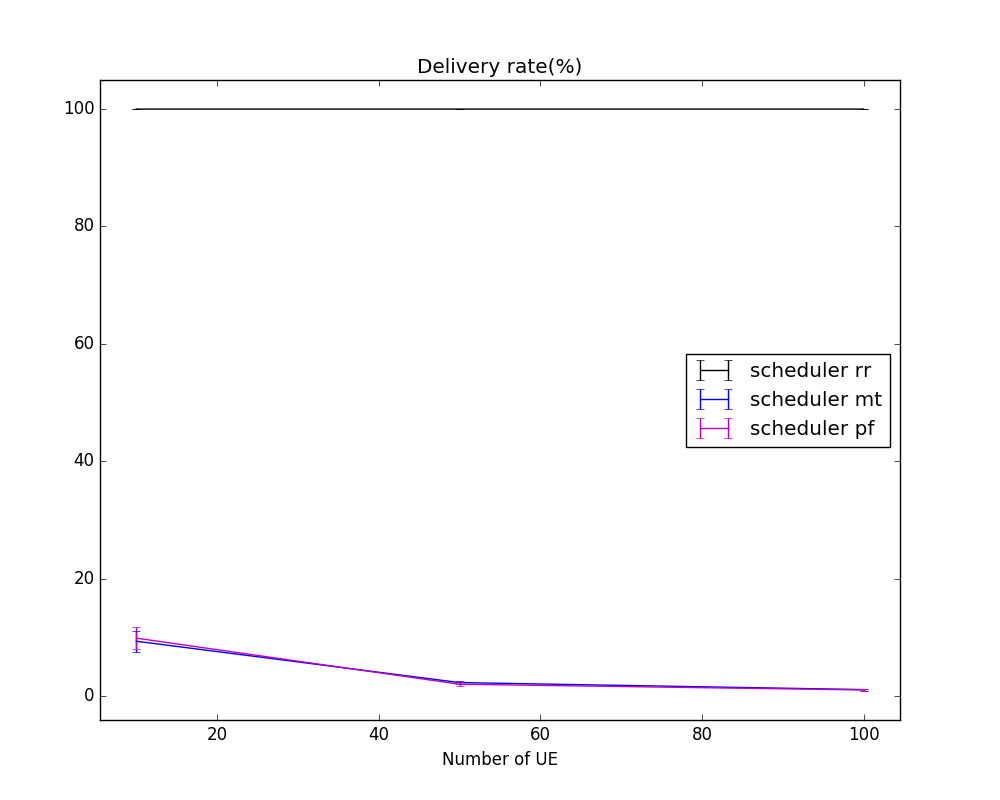 Delivery rate(%)
100
80
60
40
20
0
scheduler rr
scheduler mt
scheduler pf
20 40 60 80 100
Number of UE